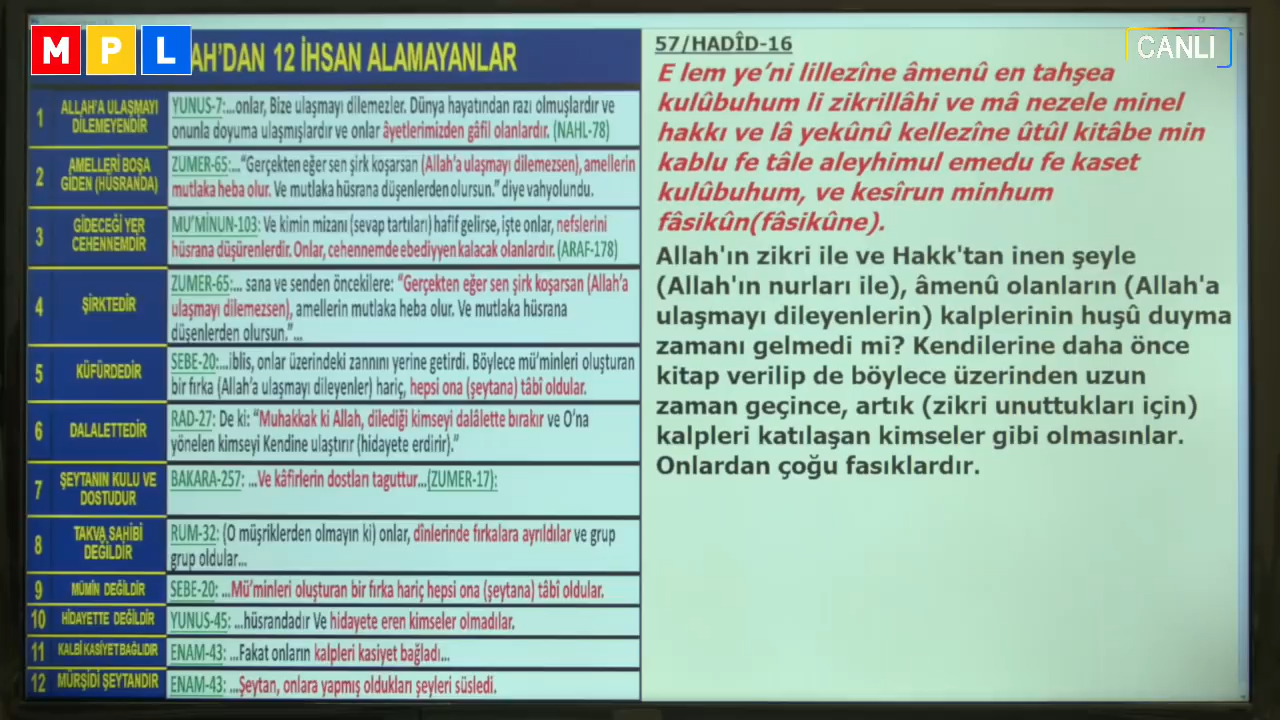 MPL
CANLI
AH'DAN 12 İHSAN ALAMAYANLAR
1
ALLAH'A ULAŞMAYI
DİLEMEYENDİR
YUNUS-7:...onlar, Bize ulaşmayı dilemezler. Dünya hayatından razı olmuşlardır ve
onunla doyuma ulaşmışlardır ve onlar âyetlerimizden gâfil olanlardır. (NAHL-78)
2
AMELLERİ BOŞA
GİDEN (HÜSRANDA)
ZUMER-65:...“Gerçekten eğer sen şirk koşarsan (Allah'a ulaşmayı dilemezsen), amellerin
mutlaka heba olur. Ve mutlaka hüsrana düşenlerden olursun.” diye vahyolundu.
3
GİDECEĞİ YER
CEHENNEMDİR
MU'MİNUN-103: Ve kimin mizanı (sevap tartıları) hafif gelirse, işte onlar, nefslerini
hüsrana düşürenlerdir. Onlar, cehennemde ebediyyen kalacak olanlardır. (ARAF-178)
4
ŞİRKTEDİR
ZUMER-65:... sana ve senden öncekilere: “Gerçekten eğer sen şirk koşarsan (Allah'a
ulaşmayı dilemezsen), amellerin mutlaka heba olur. Ve mutlaka hüsrana
düşenlerden olursun.”...
5
KÜFÜRDEDİR
SEBE-20:...iblis, onlar üzerindeki zannını yerine getirdi. Böylece mü'minleri oluşturan
bir fırka (Allah'a ulaşmayı dileyenler) hariç, hepsi ona (şeytana) tâbî oldular.
6
DALALETTEDİR
RAD-27: De ki: “Muhakkak ki Allah, dilediği kimseyi dalâlette bırakır ve O'na
yönelen kimseyi Kendine ulaştırır (hidayete erdirir).”
7
ŞEYTANIN KULU VE
DOSTUDUR
BAKARA-257: ...Ve kâfirlerin dostları taguttur...(ZUMER-17):
8
TAKVA SAHİBİ
DEĞİLDİR
RUM-32: (O müşriklerden olmayın ki) onlar, dînlerinde fırkalara ayrıldılar ve grup
grup oldular...
9
MÜMİN DEĞİLDİR
SEBE-20: ...Mü'minleri oluşturan bir fırka hariç hepsi ona (şeytana) tâbî oldular.
10
HİDAYETTE DEĞİLDİR
YUNUS-45: ...hüsrandadır Ve hidayete eren kimseler olmadılar.
11
KALBİ KASİYET BAĞLIDIR
ENAM-43: ...Fakat onların kalpleri kasiyet bağladı...
12
MÜRŞİDİ ŞEYTANDIR
ENAM-43: ...Şeytan, onlara yapmış oldukları şeyleri süsledi.
57/HADÎD-16
E lem ye'ni lillezîne âmenû en tahşea
kulûbuhum li zikrillâhi ve mâ nezele minel
hakkı ve lâ yekûnû kellezîne ûtûl kitâbe min
kablu fe tâle aleyhimul emedu fe kaset
kulûbuhum, ve kesîrun minhum
fâsikûn(fâsikûne).
Allah'ın zikri ile ve Hakk'tan inen şeyle
(Allah'ın nurları ile), âmenû olanların (Allah'a
ulaşmayı dileyenlerin) kalplerinin huşû duyma
zamanı gelmedi mi? Kendilerine daha önce
kitap verilip de böylece üzerinden uzun
zaman geçince, artık (zikri unuttukları için)
kalpleri katılaşan kimseler gibi olmasınlar.
Onlardan çoğu fasıklardır.